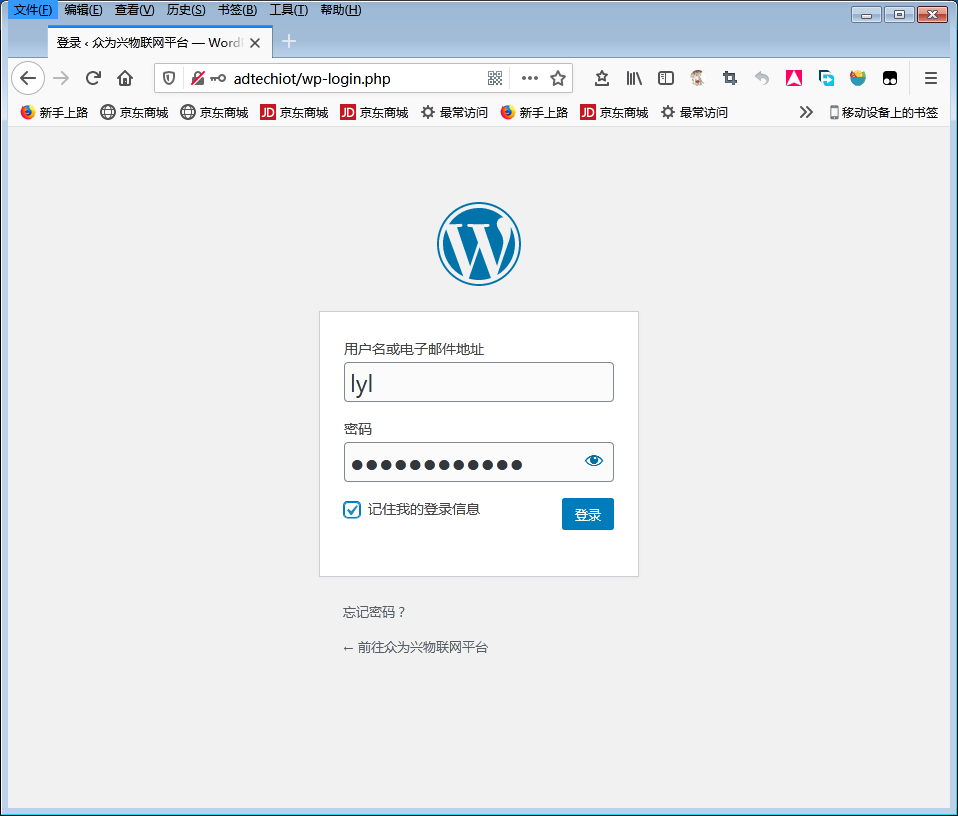 文件(F) 编辑(E) 查看(V) 历史(S) 书签(B) 工具(T) 帮助(H)
登录 ‹ 众为兴物联网平台 — Word
adtechiot/wp-login.php
新手上路 京东商城 京东商城 JD 京东商城 JD 京东商城 最常访问 新手上路 JD 京东商城 最常访问 移动设备上的书签
用户名或电子邮件地址
lyl
密码
●●●●●●●●●●●●
记住我的登录信息 登录
忘记密码？
← 前往众为兴物联网平台